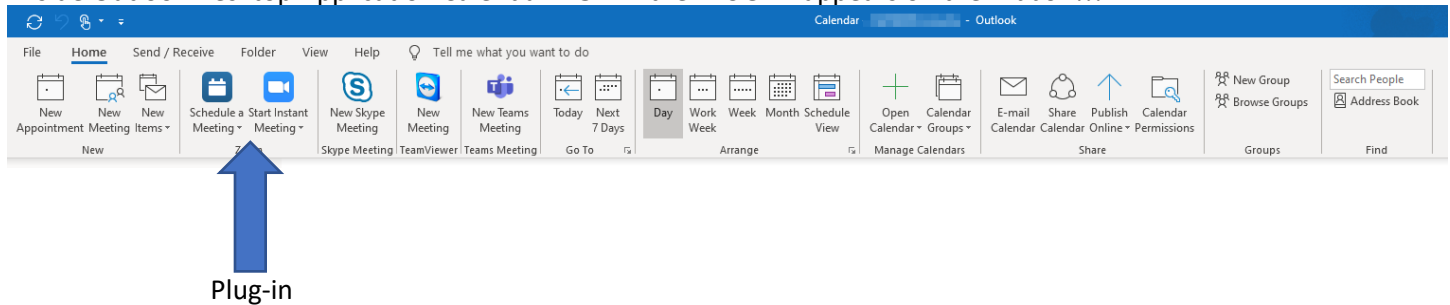 Calendar - Outlook
File Home Send / Receive Folder View Help Tell me what you want to do
New Appointment
New Meeting
New Items
Schedule a Meeting
Start Instant Meeting
New Skype Meeting
New Meeting
New Teams Meeting
Today
Next 7 Days
Day
Work Week
Week
Month
Schedule View
Open Calendar
Calendar Groups
E-mail Calendar
Share Calendar
Publish Online
Calendar Permissions
New Group
Browse Groups
Search People
Address Book
New
Skype Meeting
TeamViewer
Teams Meeting
Go To
Arrange
Manage Calendars
Share
Groups
Find
Plug-in